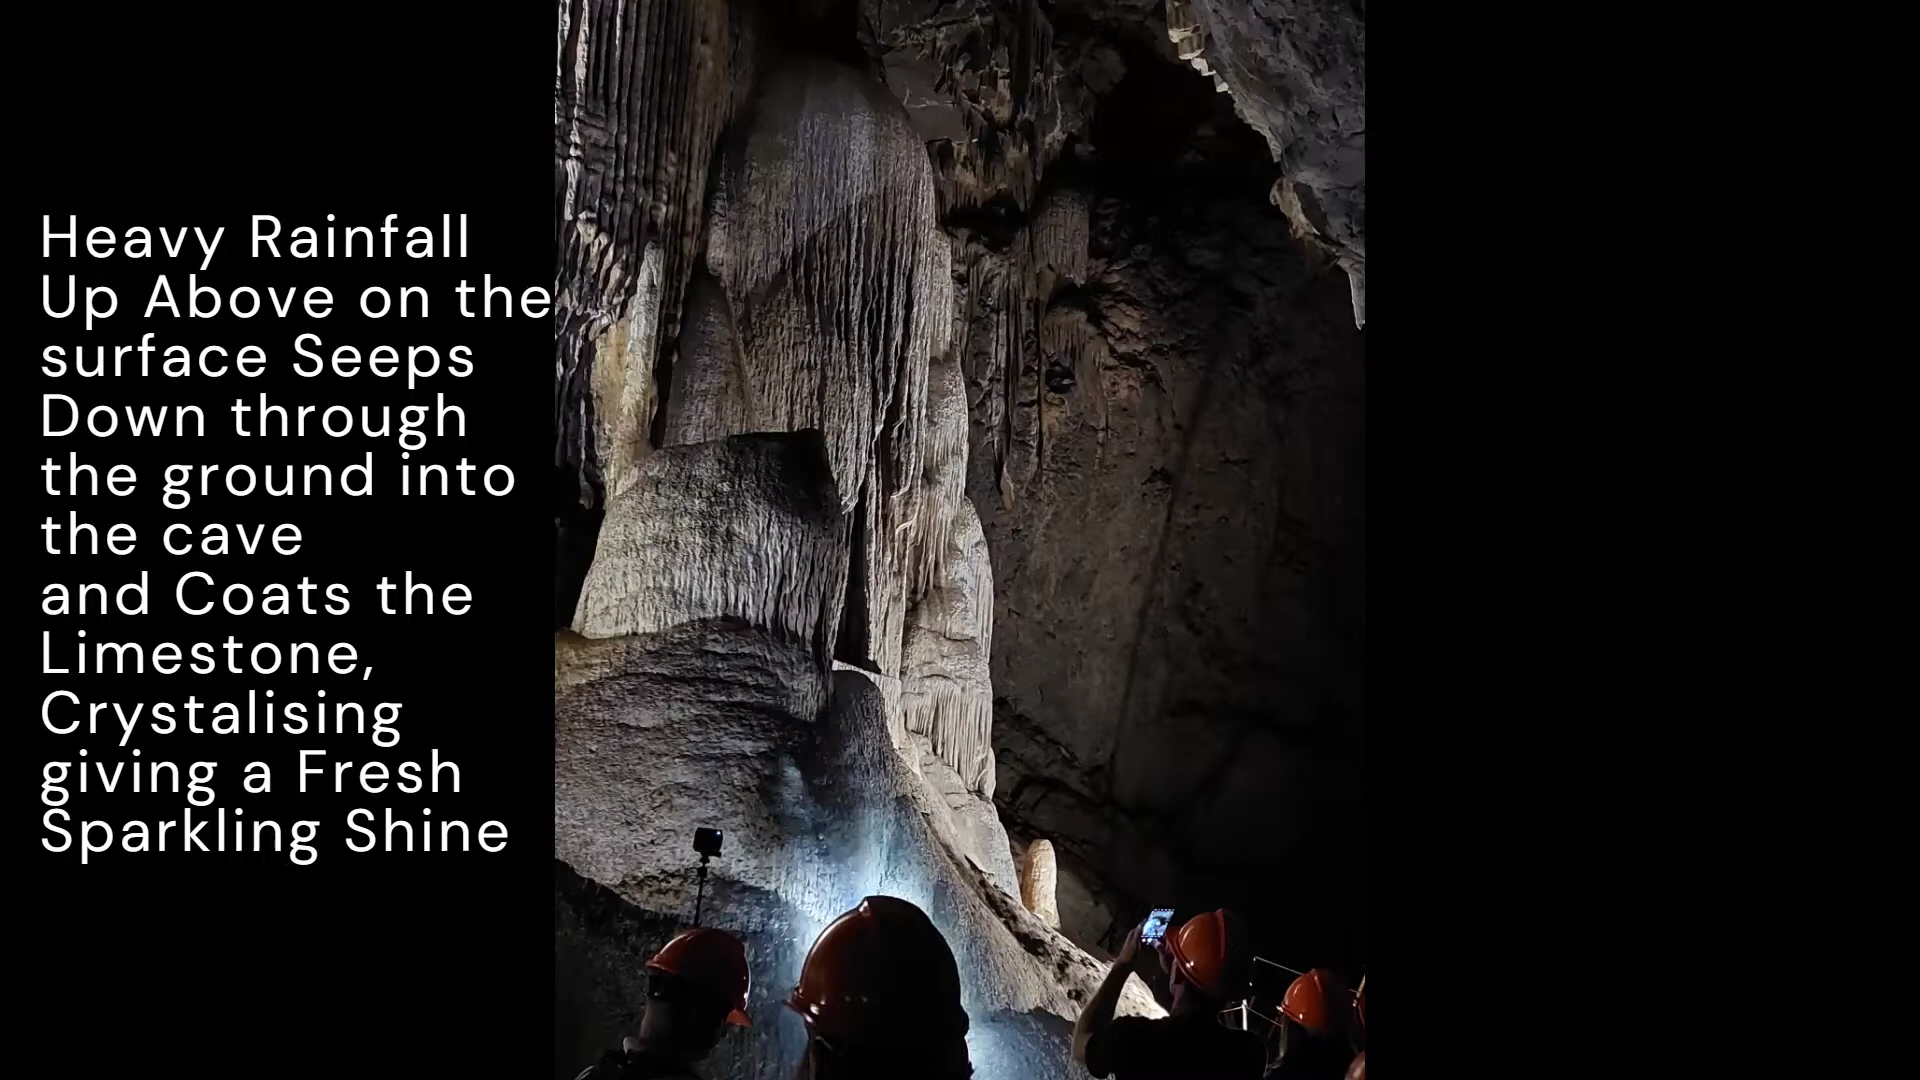 Heavy Rainfall
Up Above on the
surface Seeps
Down through
the ground into
the cave
and Coats the
Limestone,
Crystalising
giving a Fresh
Sparkling Shine